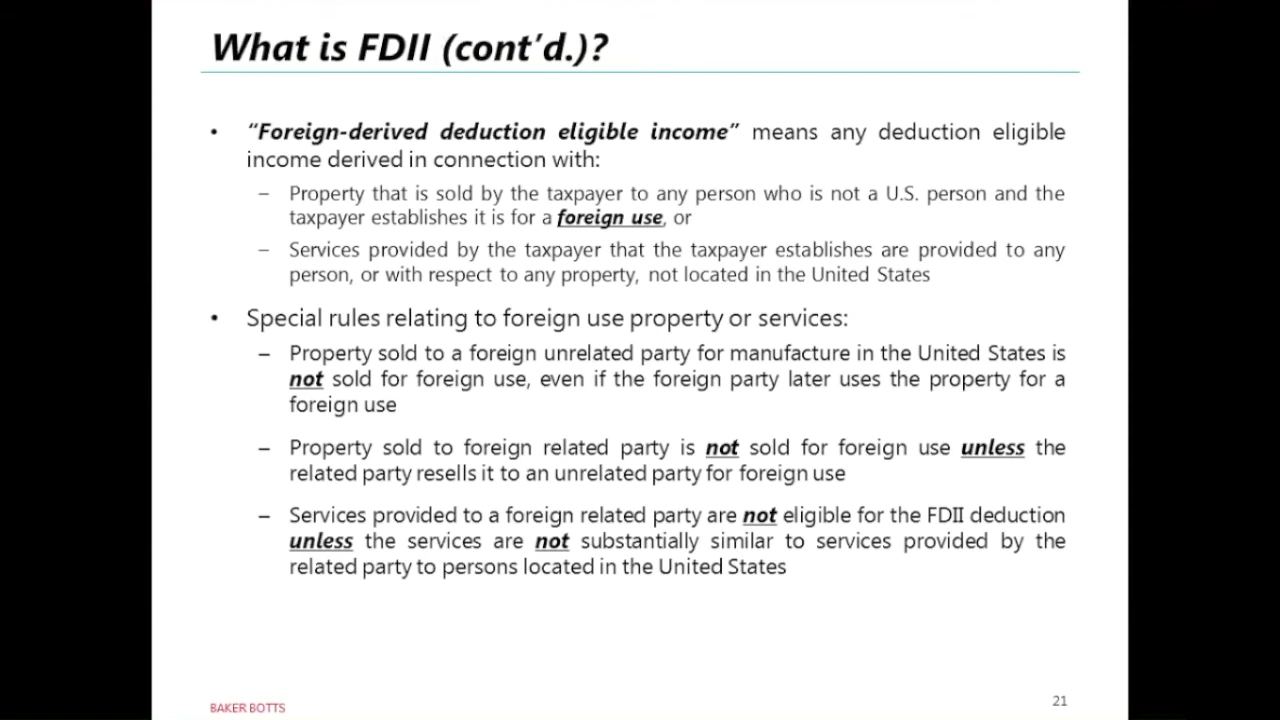 What is FDII (cont'd.)?
• "Foreign-derived deduction eligible income" means any deduction eligible
income derived in connection with:
– Property that is sold by the taxpayer to any person who is not a U.S. person and the
taxpayer establishes it is for a foreign use, or
– Services provided by the taxpayer that the taxpayer establishes are provided to any
person, or with respect to any property, not located in the United States
• Special rules relating to foreign use property or services:
– Property sold to a foreign unrelated party for manufacture in the United States is
not sold for foreign use, even if the foreign party later uses the property for a
foreign use
– Property sold to foreign related party is not sold for foreign use unless the
related party resells it to an unrelated party for foreign use
– Services provided to a foreign related party are not eligible for the FDII deduction
unless the services are not substantially similar to services provided by the
related party to persons located in the United States
BAKER BOTTS
21